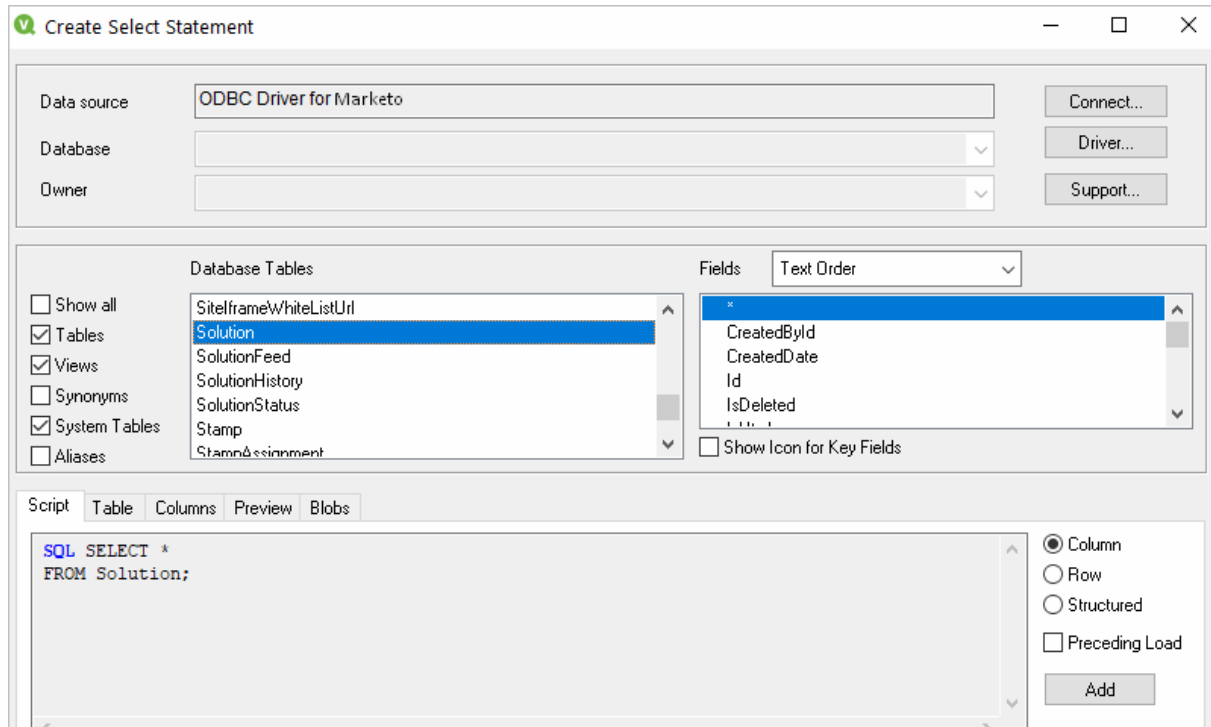 Create Select Statement
Data source
ODBC Driver for Marketo
Connect...
Database
Driver...
Owner
Support...
Database Tables
Fields
Text Order
Show all
Tables
Views
Synonyms
System Tables
Aliases
SiteIframeWhiteListUrl
Solution
SolutionFeed
SolutionHistory
SolutionStatus
Stamp
StampAssignment
*
CreatedById
CreatedDate
Id
IsDeleted
Show Icon for Key Fields
Script
Table
Columns
Preview
Blobs
SQL SELECT *
FROM Solution;
Column
Row
Structured
Preceding Load
Add